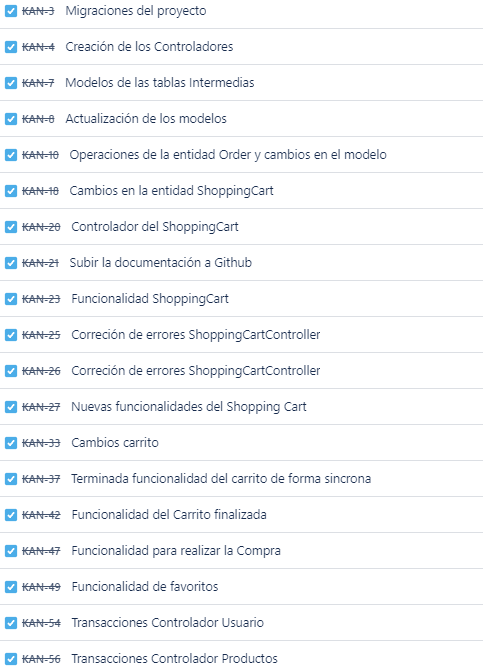 KAN-3 Migraciones del proyecto
KAN-4 Creación de los Controladores
KAN-7 Modelos de las tablas Intermedias
KAN-8 Actualización de los modelos
KAN-10 Operaciones de la entidad Order y cambios en el modelo
KAN-18 Cambios en la entidad ShoppingCart
KAN-20 Controlador del ShoppingCart
KAN-21 Subir la documentación a Github
KAN-23 Funcionalidad ShoppingCart
KAN-25 Correción de errores ShoppingCartController
KAN-26 Correción de errores ShoppingCartController
KAN-27 Nuevas funcionalidades del Shopping Cart
KAN-33 Cambios carrito
KAN-37 Terminada funcionalidad del carrito de forma sincrona
KAN-42 Funcionalidad del Carrito finalizada
KAN-47 Funcionalidad para realizar la Compra
KAN-49 Funcionalidad de favoritos
KAN-54 Transacciones Controlador Usuario
KAN-56 Transacciones Controlador Productos